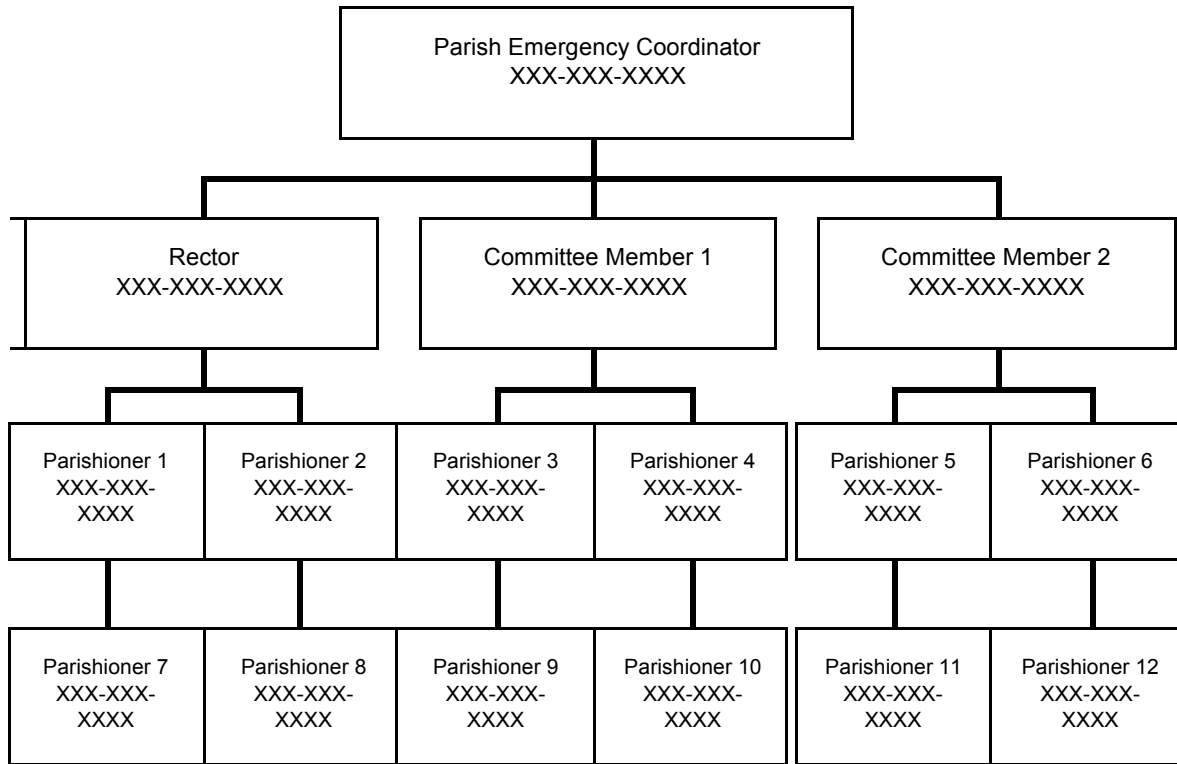 Parish Emergency Coordinator
XXX-XXX-XXXX
Rector
XXX-XXX-XXXX
Committee Member 1
XXX-XXX-XXXX
Committee Member 2
XXX-XXX-XXXX
Parishioner 1
XXX-XXX-
XXXX
Parishioner 2
XXX-XXX-
XXXX
Parishioner 3
XXX-XXX-
XXXX
Parishioner 4
XXX-XXX-
XXXX
Parishioner 5
XXX-XXX-
XXXX
Parishioner 6
XXX-XXX-
XXXX
Parishioner 7
XXX-XXX-
XXXX
Parishioner 8
XXX-XXX-
XXXX
Parishioner 9
XXX-XXX-
XXXX
Parishioner 10
XXX-XXX-
XXXX
Parishioner 11
XXX-XXX-
XXXX
Parishioner 12
XXX-XXX-
XXXX